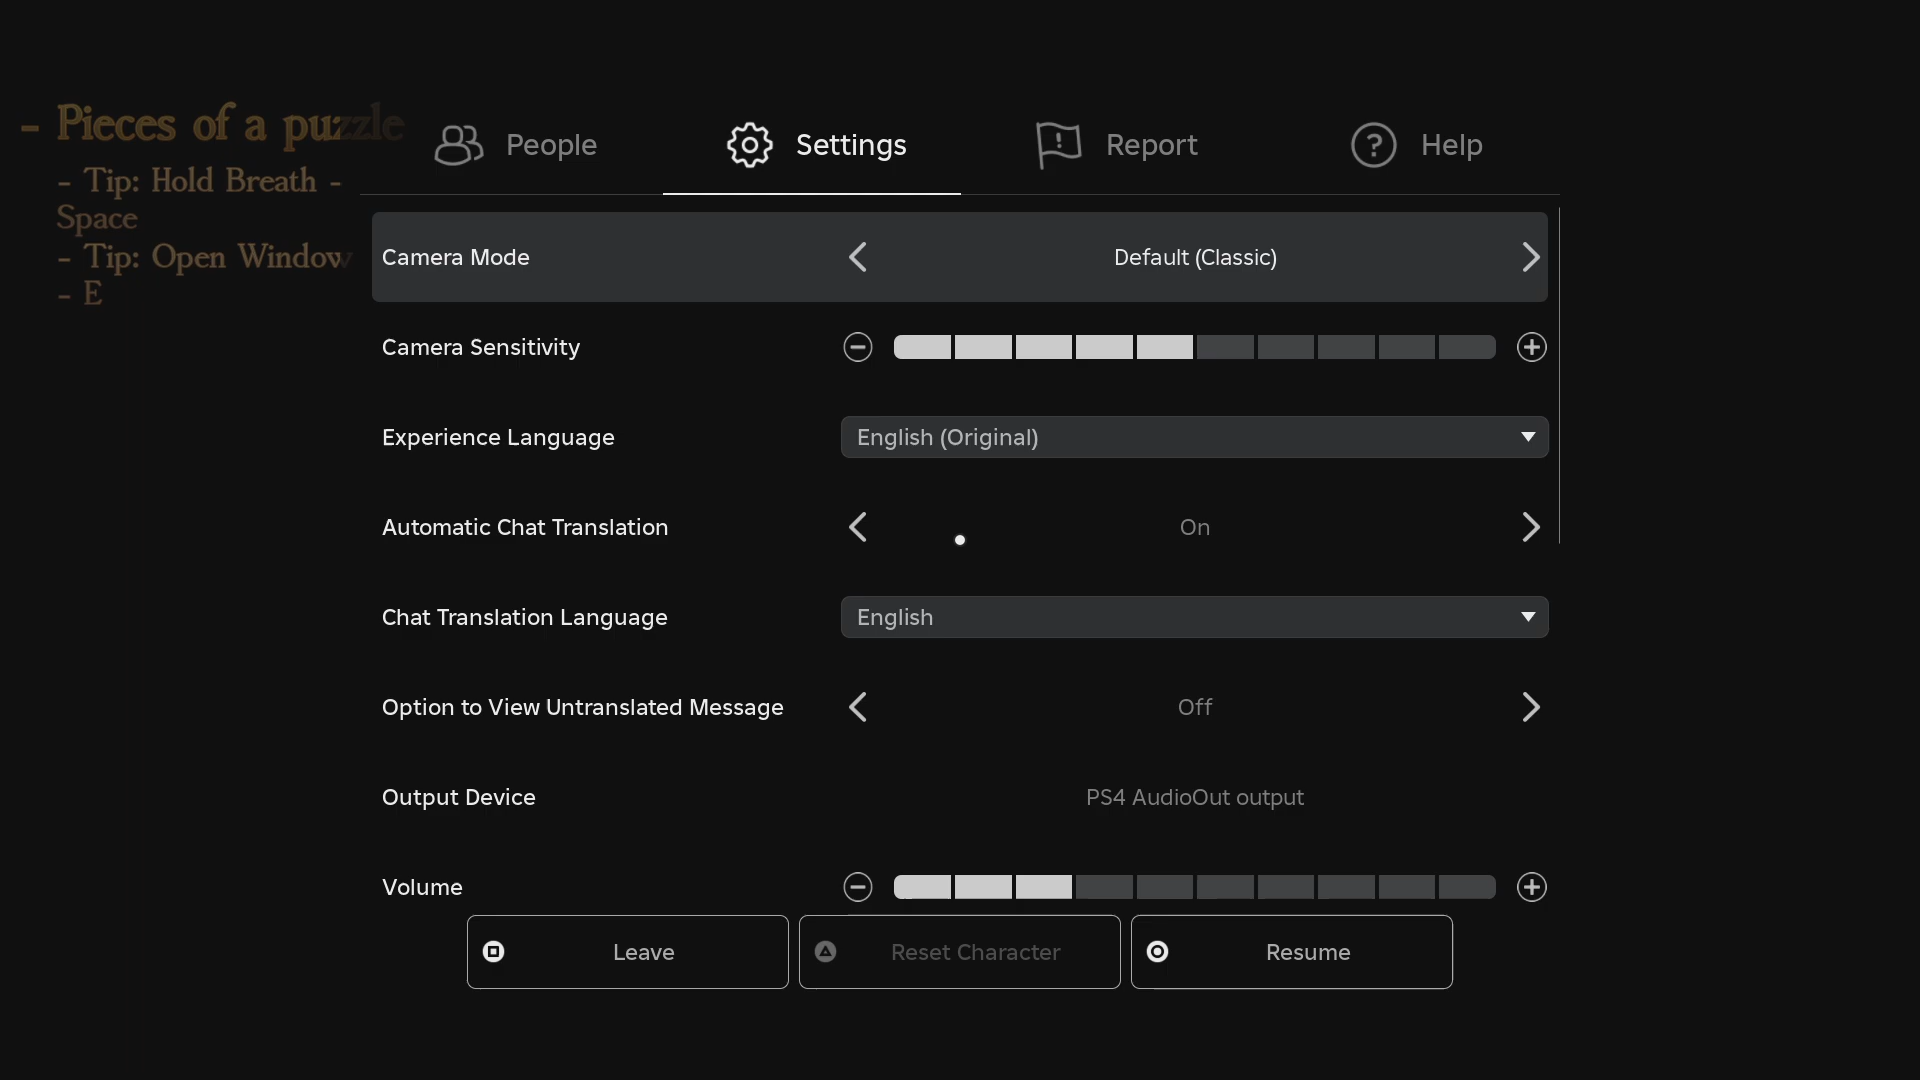 - Pieces of a puzzle
- Tip: Hold Breath -
Space
- Tip: Open Window
- E
People
Settings
Report
Help
Camera Mode
Default (Classic)
Camera Sensitivity
Experience Language
English (Original)
Automatic Chat Translation
On
Chat Translation Language
English
Option to View Untranslated Message
Off
Output Device
PS4 AudioOut output
Volume
Leave
Reset Character
Resume